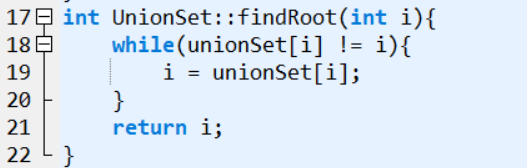 17 int UnionSet::findRoot(int i){
18     while(unionSet[i] != i){
19         i = unionSet[i];
20     }
21     return i;
22 }